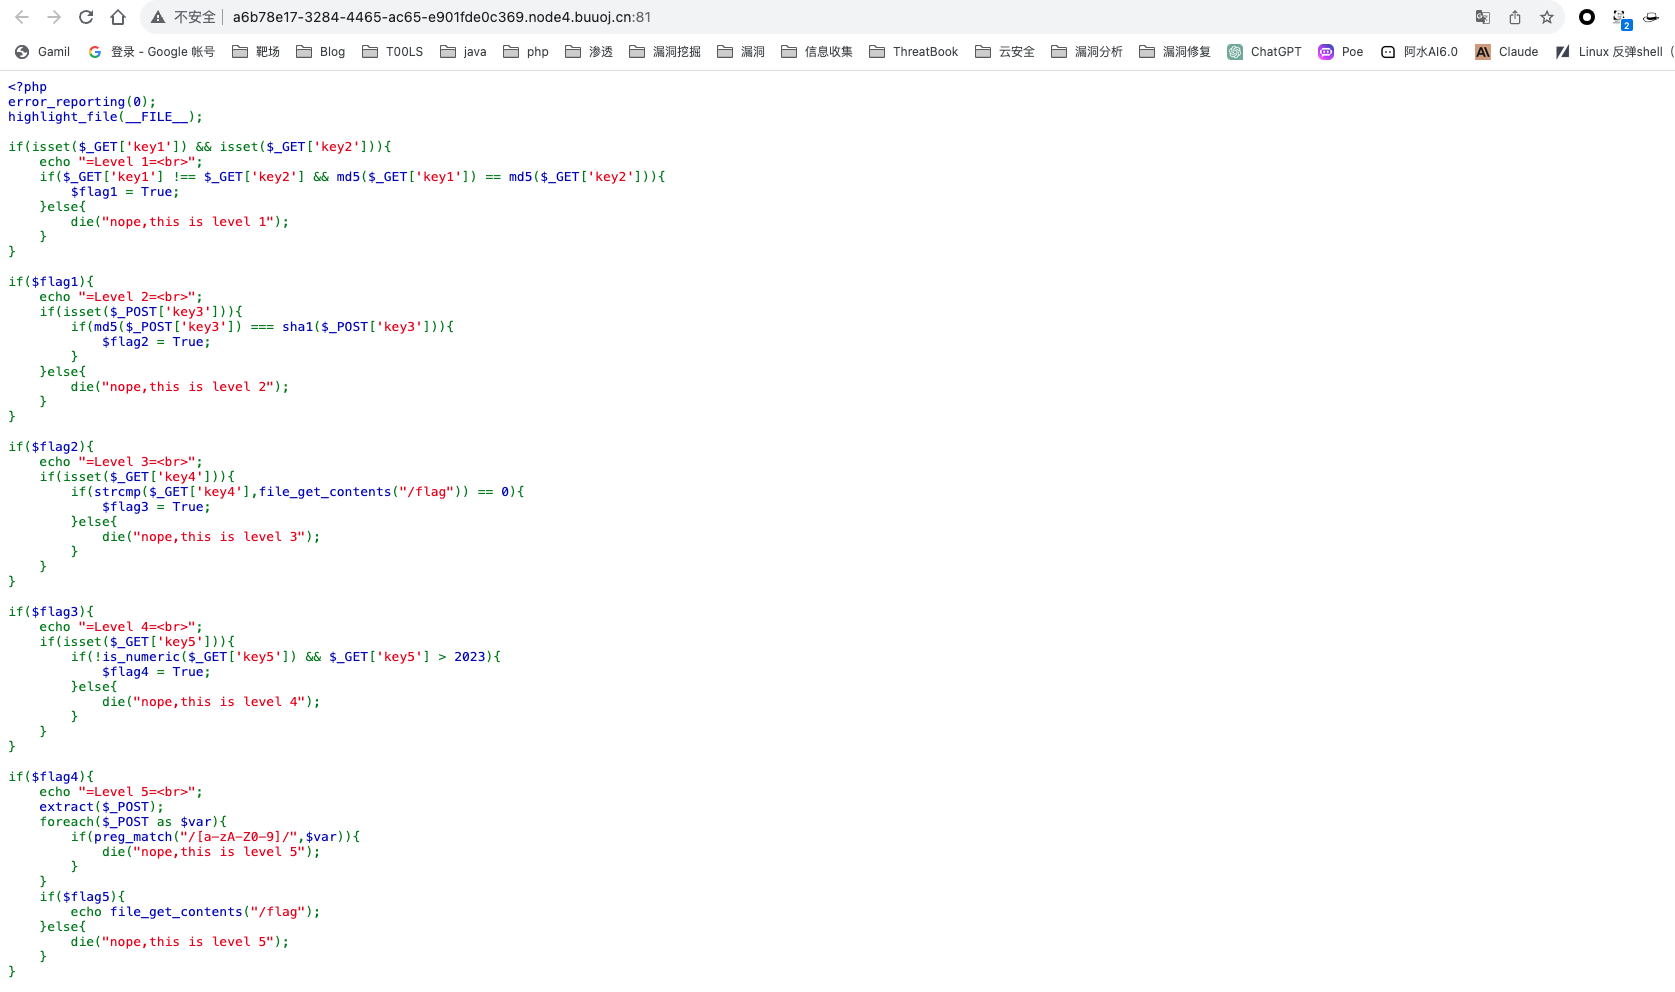 不安全 a6b78e17-3284-4465-ac65-e901fde0c369.node4.buuoj.cn:81 2
Gamil 登录 - Google 帐号 靶场 Blog T00LS java php 渗透 漏洞挖掘 漏洞 信息收集 ThreatBook 云安全 漏洞分析 漏洞修复 ChatGPT Poe 阿水AI6.0 Claude Linux 反弹shell（
<?php
error_reporting(0);
highlight_file(__FILE__);
if(isset($_GET['key1']) && isset($_GET['key2'])){
    echo "=Level 1=<br>";
    if($_GET['key1'] !== $_GET['key2'] && md5($_GET['key1']) == md5($_GET['key2'])){
        $flag1 = True;
    }else{
        die("nope,this is level 1");
    }
}
if($flag1){
    echo "=Level 2=<br>";
    if(isset($_POST['key3'])){
        if(md5($_POST['key3']) === sha1($_POST['key3'])){
            $flag2 = True;
        }
    }else{
        die("nope,this is level 2");
    }
}
if($flag2){
    echo "=Level 3=<br>";
    if(isset($_GET['key4'])){
        if(strcmp($_GET['key4'],file_get_contents("/flag")) == 0){
            $flag3 = True;
        }else{
            die("nope,this is level 3");
        }
    }
}
if($flag3){
    echo "=Level 4=<br>";
    if(isset($_GET['key5'])){
        if(!is_numeric($_GET['key5']) && $_GET['key5'] > 2023){
            $flag4 = True;
        }else{
            die("nope,this is level 4");
        }
    }
}
if($flag4){
    echo "=Level 5=<br>";
    extract($_POST);
    foreach($_POST as $var){
        if(preg_match("/[a-zA-Z0-9]/",$var)){
            die("nope,this is level 5");
        }
    }
    if($flag5){
        echo file_get_contents("/flag");
    }else{
        die("nope,this is level 5");
    }
}